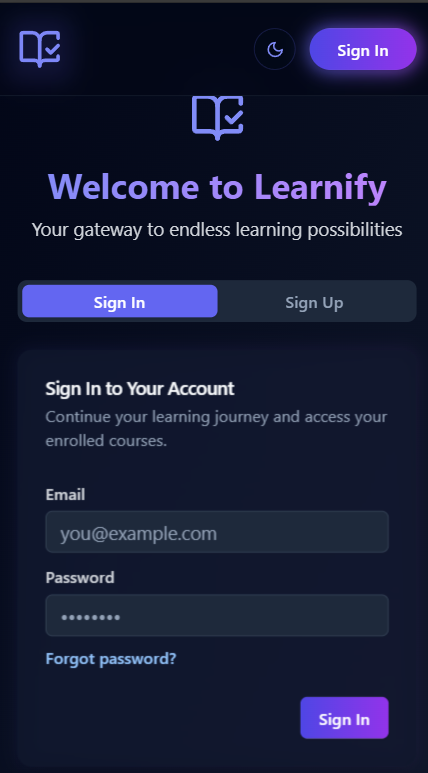 Sign In
Welcome to Learnify
Your gateway to endless learning possibilities
Sign In
Sign Up
Sign In to Your Account
Continue your learning journey and access your
enrolled courses.
Email
you@example.com
Password
••••••••
Forgot password?
Sign In